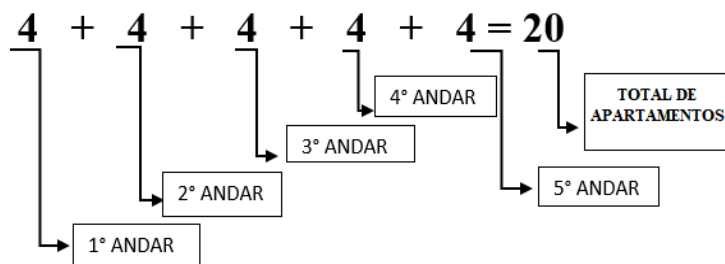 4 + 4 + 4 + 4 + 4 = 20
4° ANDAR
TOTAL DE
APARTAMENTOS
3° ANDAR
2° ANDAR
5° ANDAR
1° ANDAR